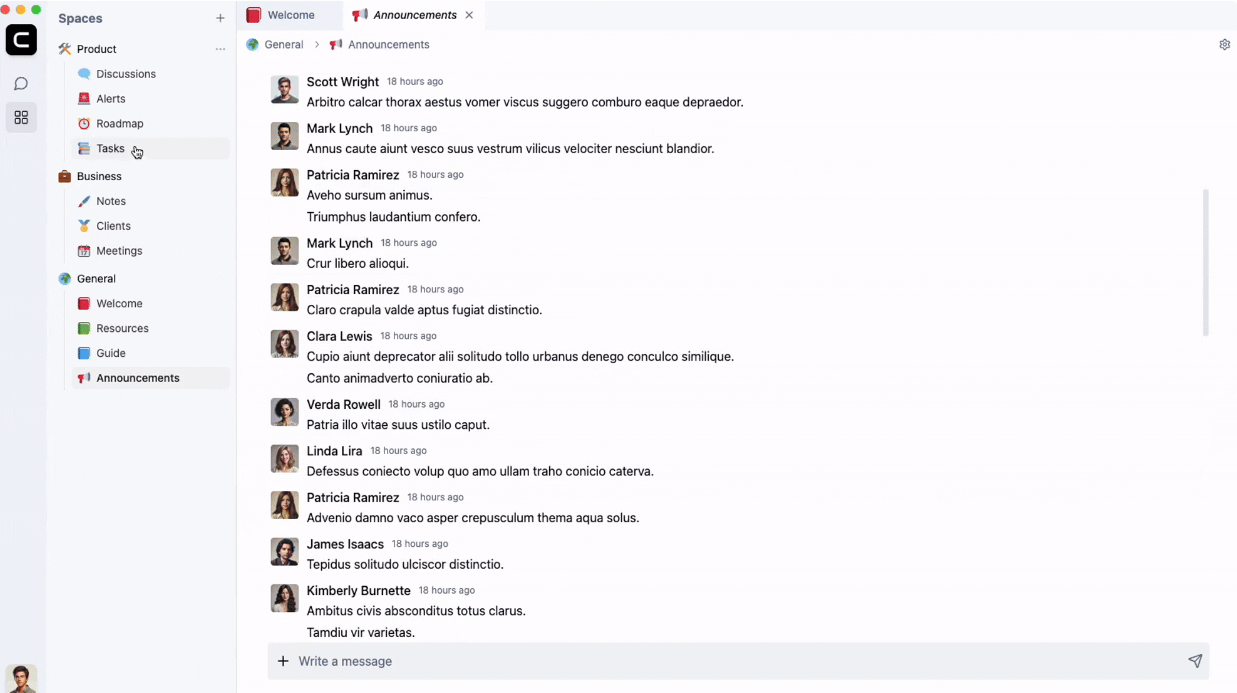 Spaces
Product
Discussions
Alerts
Roadmap
Tasks
Business
Notes
Clients
Meetings
General
Welcome
Resources
Guide
Announcements
Welcome
Announcements
General > Announcements
Scott Wright 18 hours ago
Arbitro calcar thorax aestus vomer viscus suggero comburo eaque depraedor.
Mark Lynch 18 hours ago
Annus caute aiunt vesco suus vestrum vilicus velociter nesciunt blandior.
Patricia Ramirez 18 hours ago
Aveho sursum animus.
Triumphus laudantium confero.
Mark Lynch 18 hours ago
Crur libero alioqui.
Patricia Ramirez 18 hours ago
Claro crapula valde aptus fugiat distinctio.
Clara Lewis 18 hours ago
Cupio aiunt deprecator alii solitudo tollo urbanus denego conculco similique.
Canto animadverto coniuratio ab.
Verda Rowell 18 hours ago
Patria illo vitae suus ustilo caput.
Linda Lira 18 hours ago
Defessus coniecto volup quo amo ullam traho conicio caterva.
Patricia Ramirez 18 hours ago
Advenio damno vaco asper crepusculum thema aqua solus.
James Isaacs 18 hours ago
Tepidus solitudo ulciscor distinctio.
Kimberly Burnette 18 hours ago
Ambitus civis absconditus totus clarus.
Tamdiu vir varietas.
Write a message